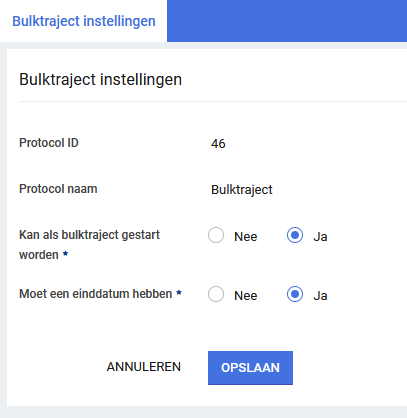 Bulktraject instellingen
Bulktraject instellingen
Protocol ID 46
Protocol naam Bulktraject
Kan als bulktraject gestart
worden * Nee Ja
Moet een einddatum hebben * Nee Ja
ANNULEREN OPSLAAN